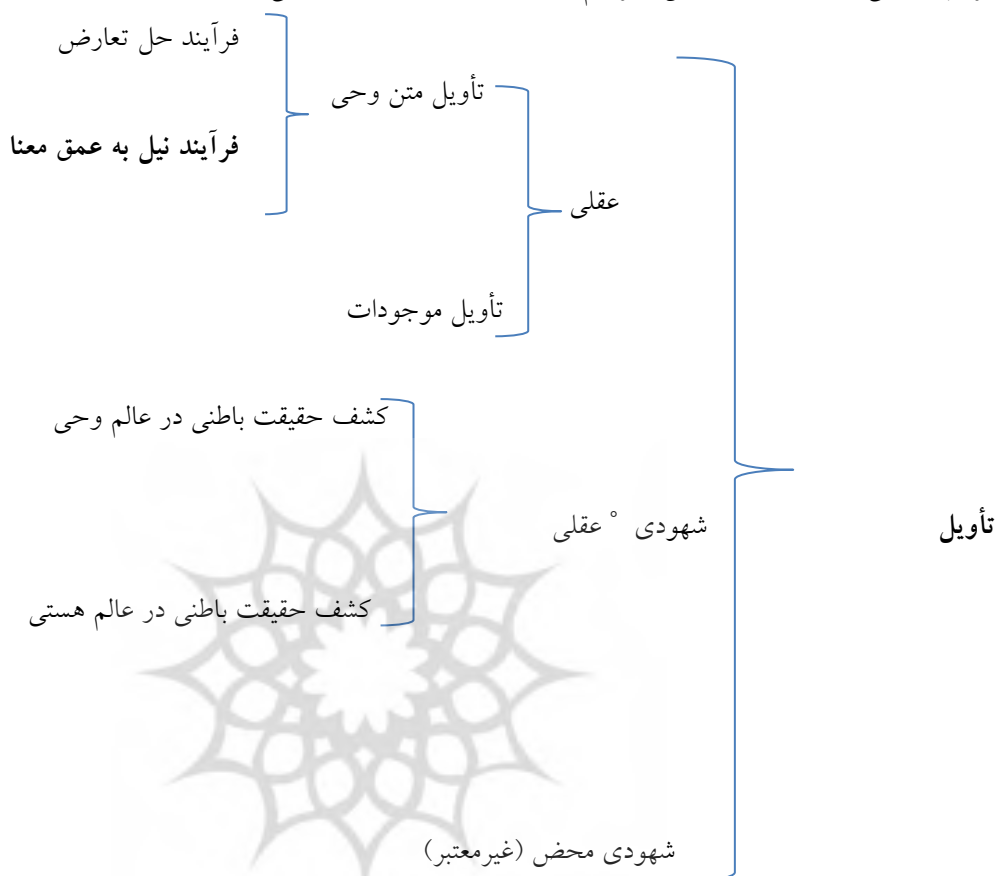 فرآیند حل تعارض
تأویل متن وحی
فرآیند نیل به عمق معنا
عقلی
تأویل موجودات
کشف حقیقت باطنی در عالم وحی
تأویل
شهودی ° عقلی
کشف حقیقت باطنی در عالم هستی
شهودی محض (غیرمعتبر)